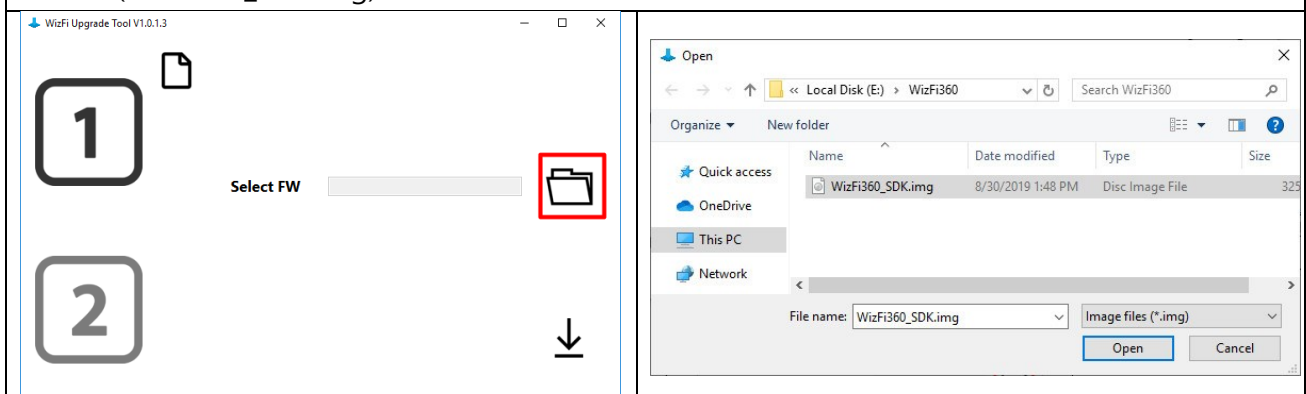 WizFi Upgrade Tool V1.0.1.3
1
Select FW
2
Open
« Local Disk (E:) › WizFi360
Search WizFi360
Organize
New folder
Name Date modified Type Size
Quick access
WizFi360_SDK.img 8/30/2019 1:48 PM Disc Image File 325
OneDrive
This PC
Network
File name: WizFi360_SDK.img Image files (*.img)
Open Cancel